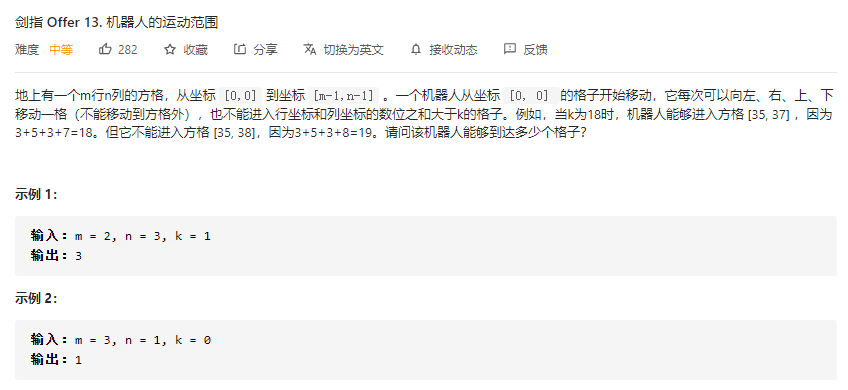 剑指 Offer 13. 机器人的运动范围
难度 中等 282 收藏 分享 切换为英文 接收动态 反馈
地上有一个m行n列的方格，从坐标 [0,0] 到坐标 [m-1,n-1] 。一个机器人从坐标 [0, 0] 的格子开始移动，它每次可以向左、右、上、下
移动一格（不能移动到方格外），也不能进入行坐标和列坐标的数位之和大于k的格子。例如，当k为18时，机器人能够进入方格 [35, 37] ，因为
3+5+3+7=18。但它不能进入方格 [35, 38]，因为3+5+3+8=19。请问该机器人能够到达多少个格子？
示例 1：
输入：m = 2, n = 3, k = 1
输出：3
示例 2：
输入：m = 3, n = 1, k = 0
输出：1